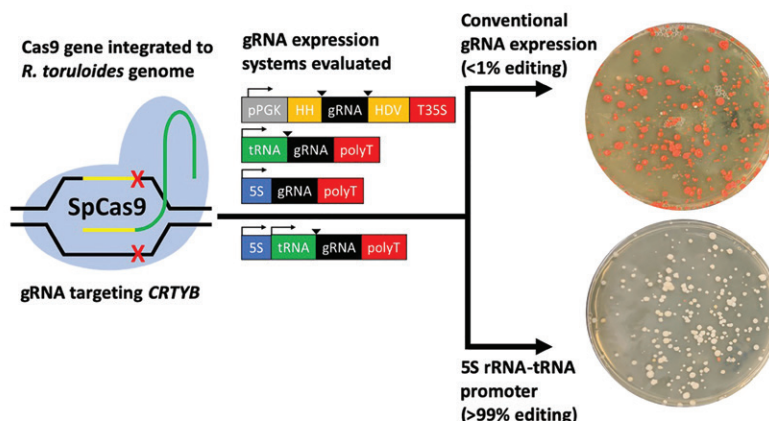 Cas9 gene integrated to
R. toruloides genome
SpCas9
gRNA targeting CRTYB
gRNA expression
systems evaluated
pPGK HH gRNA HDV T35S
tRNA gRNA polyT
5S gRNA polyT
5S tRNA gRNA polyT
Conventional
gRNA expression
(<1% editing)
5S rRNA-tRNA
promoter
(>99% editing)